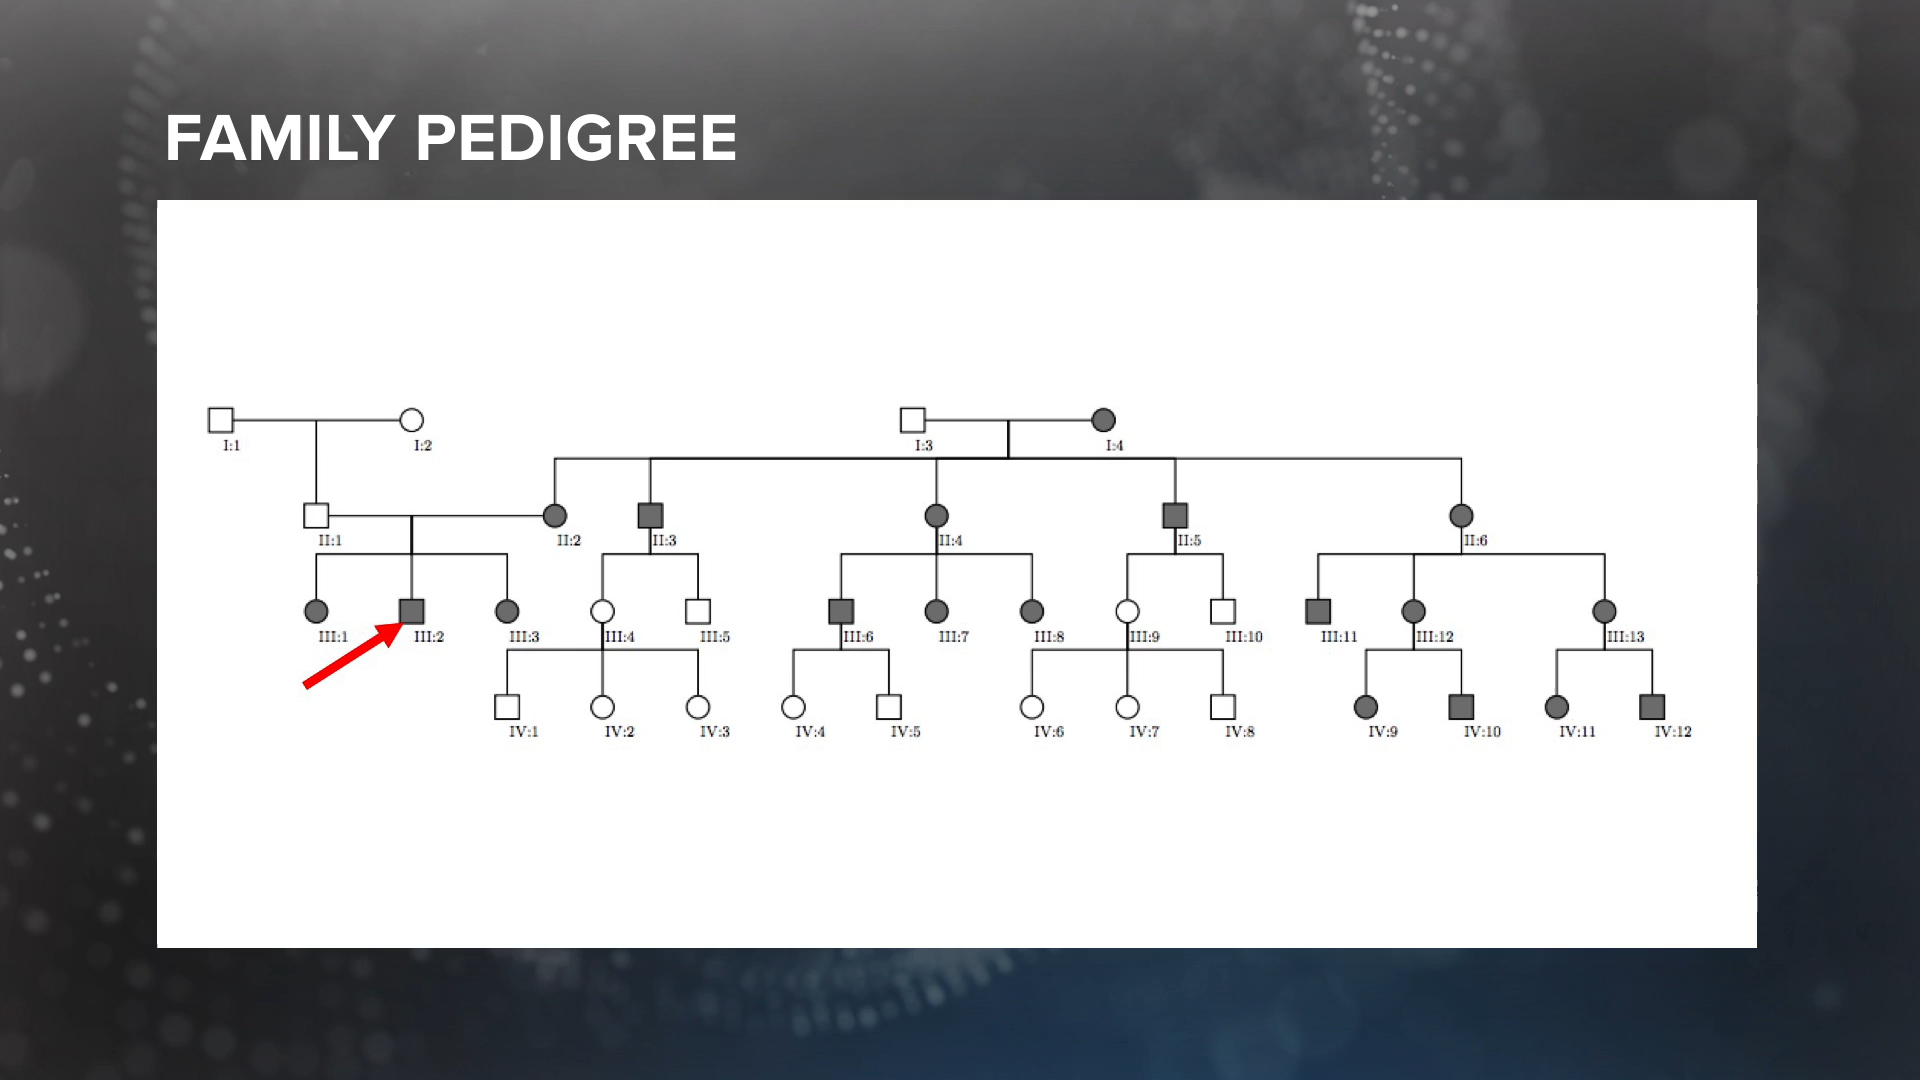 FAMILY PEDIGREE
I:1 I:2 I:3 I:4
II:1 II:2 II:3 II:4 II:5 II:6
III:1 III:2 III:3 III:4 III:5 III:6 III:7 III:8 III:9 III:10 III:11 III:12 III:13
IV:1 IV:2 IV:3 IV:4 IV:5 IV:6 IV:7 IV:8 IV:9 IV:10 IV:11 IV:12